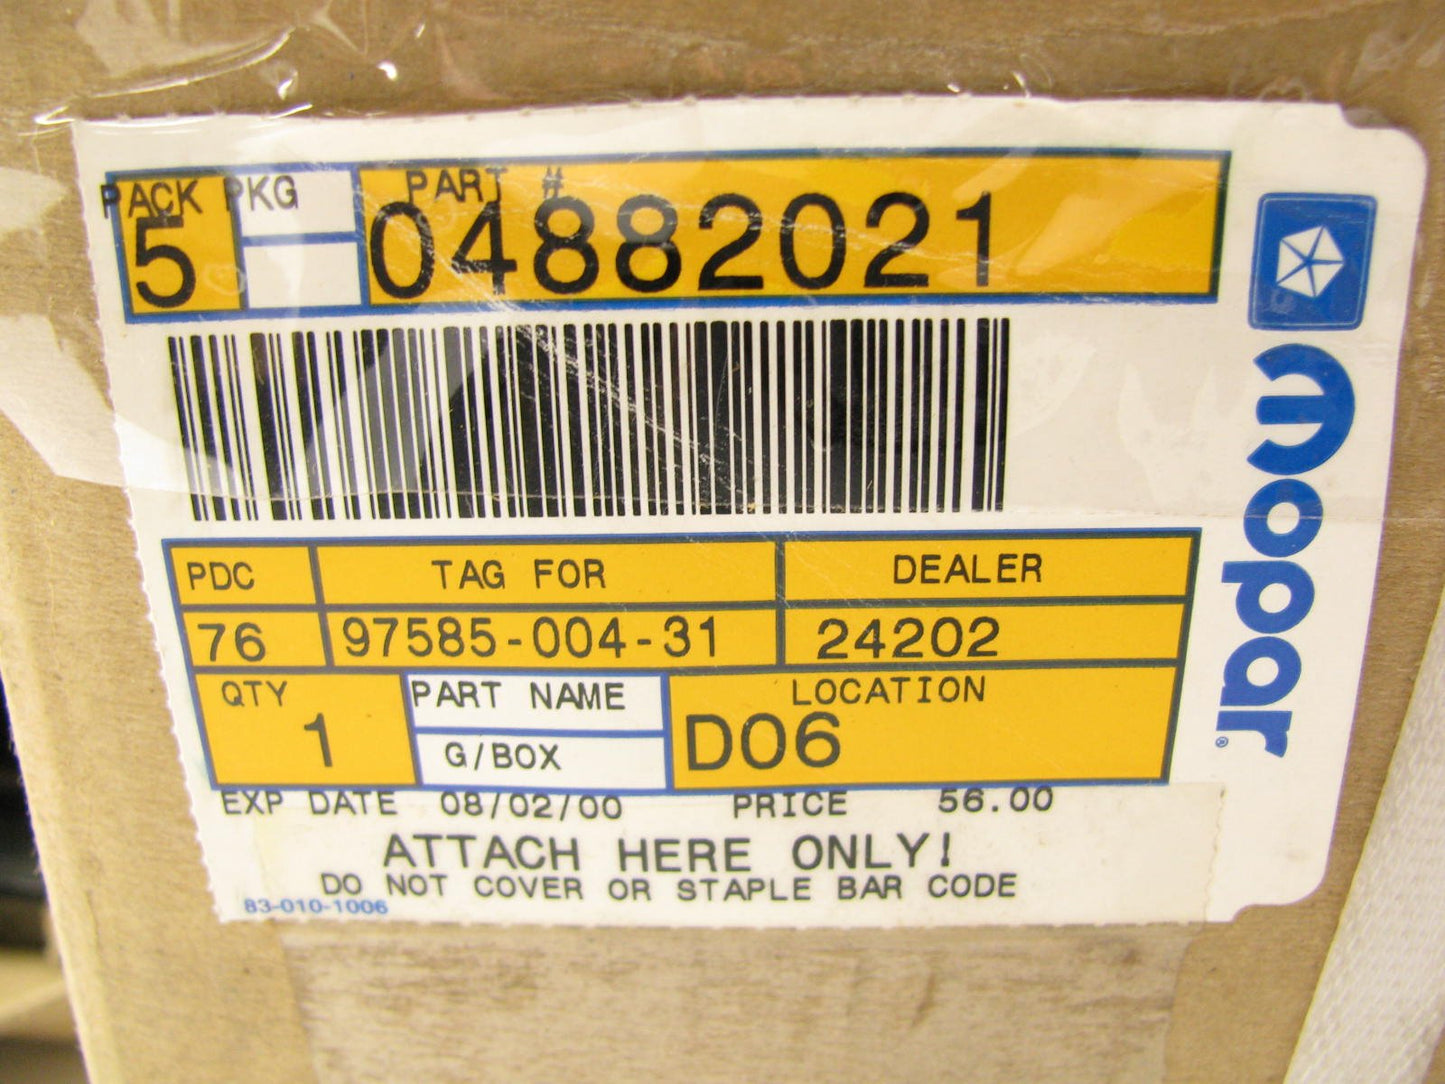 PACK PKG PART #
5 04882021
PDC TAG FOR DEALER
76 97585-004-31 24202
QTY PART NAME LOCATION
1 G/BOX D06
EXP DATE 08/02/00 PRICE 56.00
ATTACH HERE ONLY!
DO NOT COVER OR STAPLE BAR CODE
83-010-1006
mopar®